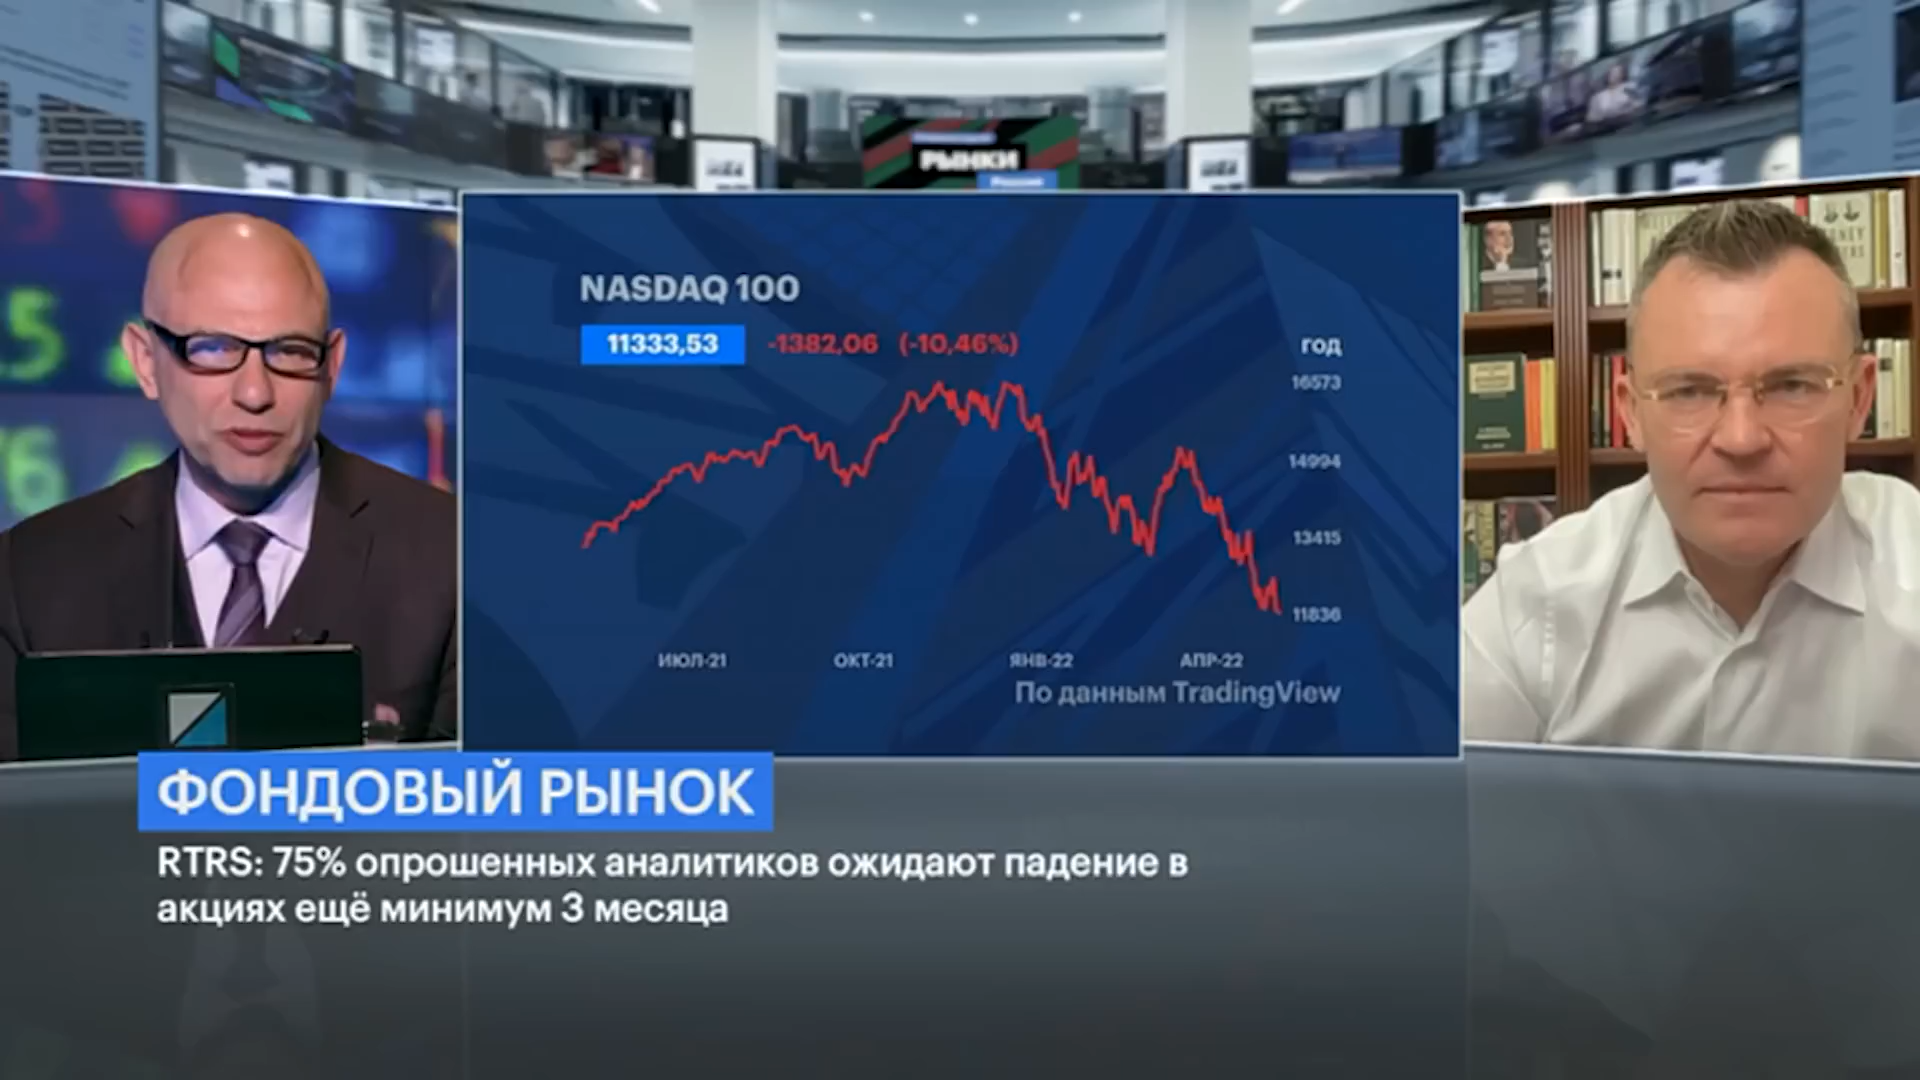 РЫНКИ
NASDAQ 100
11333,53 -1382,06 (-10,46%)
год
16573
14994
13415
11836
ИЮЛ-21 ОКТ-21 ЯНВ-22 АПР-22
По данным TradingView
ФОНДОВЫЙ РЫНОК
RTRS: 75% опрошенных аналитиков ожидают падение в
акциях ещё минимум 3 месяца